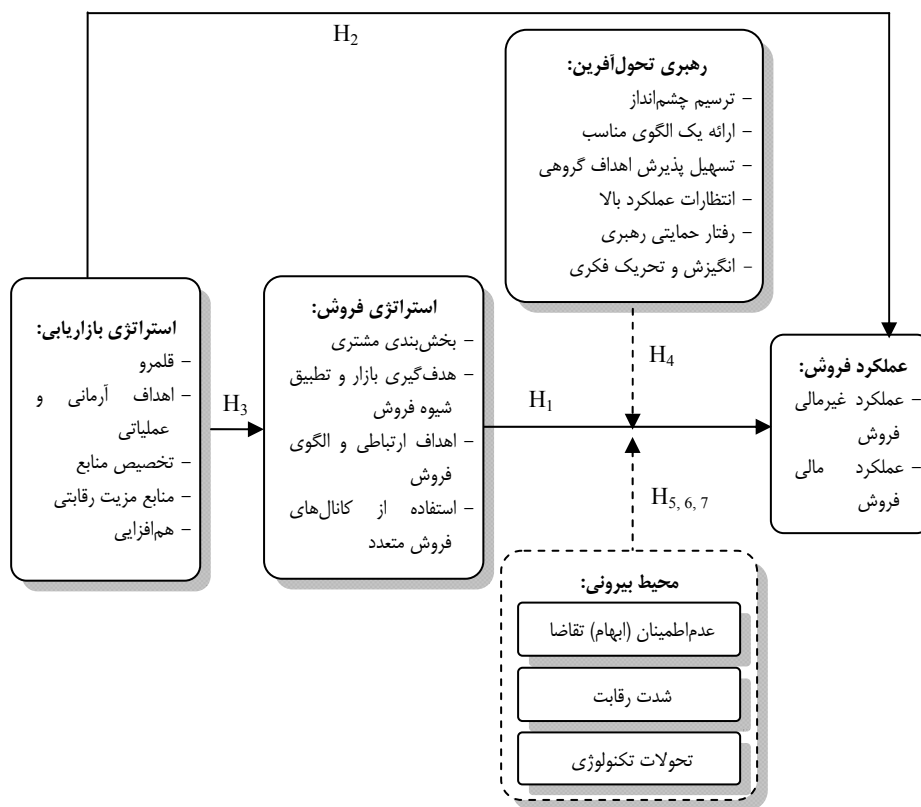 H2
رهبری تحول‌آفرین:
– ترسیم چشم‌انداز
– ارائه یک الگوی مناسب
– تسهیل پذیرش اهداف گروهی
– انتظارات عملکرد بالا
– رفتار حمایتی رهبری
– انگیزش و تحریک فکری
استراتژی بازاریابی:
– قلمرو
– اهداف آرمانی و
عملیاتی
– تخصیص منابع
– منابع مزیت رقابتی
– هم‌افزایی
H3
استراتژی فروش:
– بخش‌بندی مشتری
– هدف‌گیری بازار و تطبیق
شیوه فروش
– اهداف ارتباطی و الگوی
فروش
– استفاده از کانال‌های
فروش متعدد
H1
H4
H5, 6, 7
عملکرد فروش:
– عملکرد غیرمالی
فروش
– عملکرد مالی
فروش
محیط بیرونی:
عدم‌اطمینان (ابهام) تقاضا
شدت رقابت
تحولات تکنولوژی